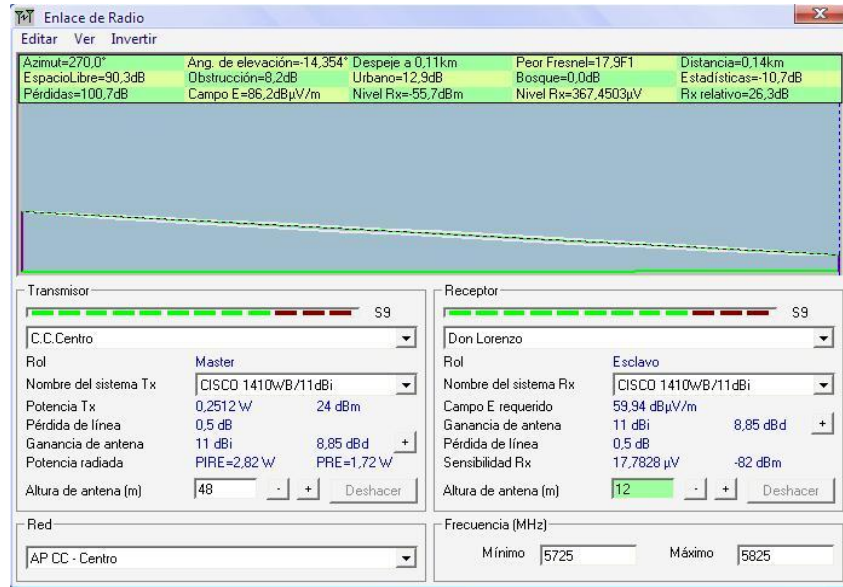 Enlace de Radio
Editar Ver Invertir
Azimut=270,0° Ang. de elevación=-14,354° Despeje a 0,11km Peor Fresnel=17,9F1 Distancia=0,14km
EspacioLibre=90,3dB Obstrucción=8,2dB Urbano=12,9dB Bosque=0,0dB Estadísticas=-10,7dB
Pérdidas=100,7dB Campo E=86,2dBµV/m Nivel Rx=-55,7dBm Nivel Rx=367,4503µV Rx relativo=26,3dB
Transmisor
S9
C.C.Centro
Rol Master
Nombre del sistema Tx CISCO 1410WB/11dBi
Potencia Tx 0,2512 W 24 dBm
Pérdida de línea 0,5 dB
Ganancia de antena 11 dBi 8,85 dBd +
Potencia radiada PIRE=2,82 W PRE=1,72 W
Altura de antena (m) 48 - + Deshacer
Receptor
S9
Don Lorenzo
Rol Esclavo
Nombre del sistema Rx CISCO 1410WB/11dBi
Campo E requerido 59,94 dBµV/m
Ganancia de antena 11 dBi 8,85 dBd +
Pérdida de línea 0,5 dB
Sensibilidad Rx 17,7828 µV -82 dBm
Altura de antena (m) 12 - + Deshacer
Red
AP CC - Centro
Frecuencia (MHz)
Mínimo 5725 Máximo 5825